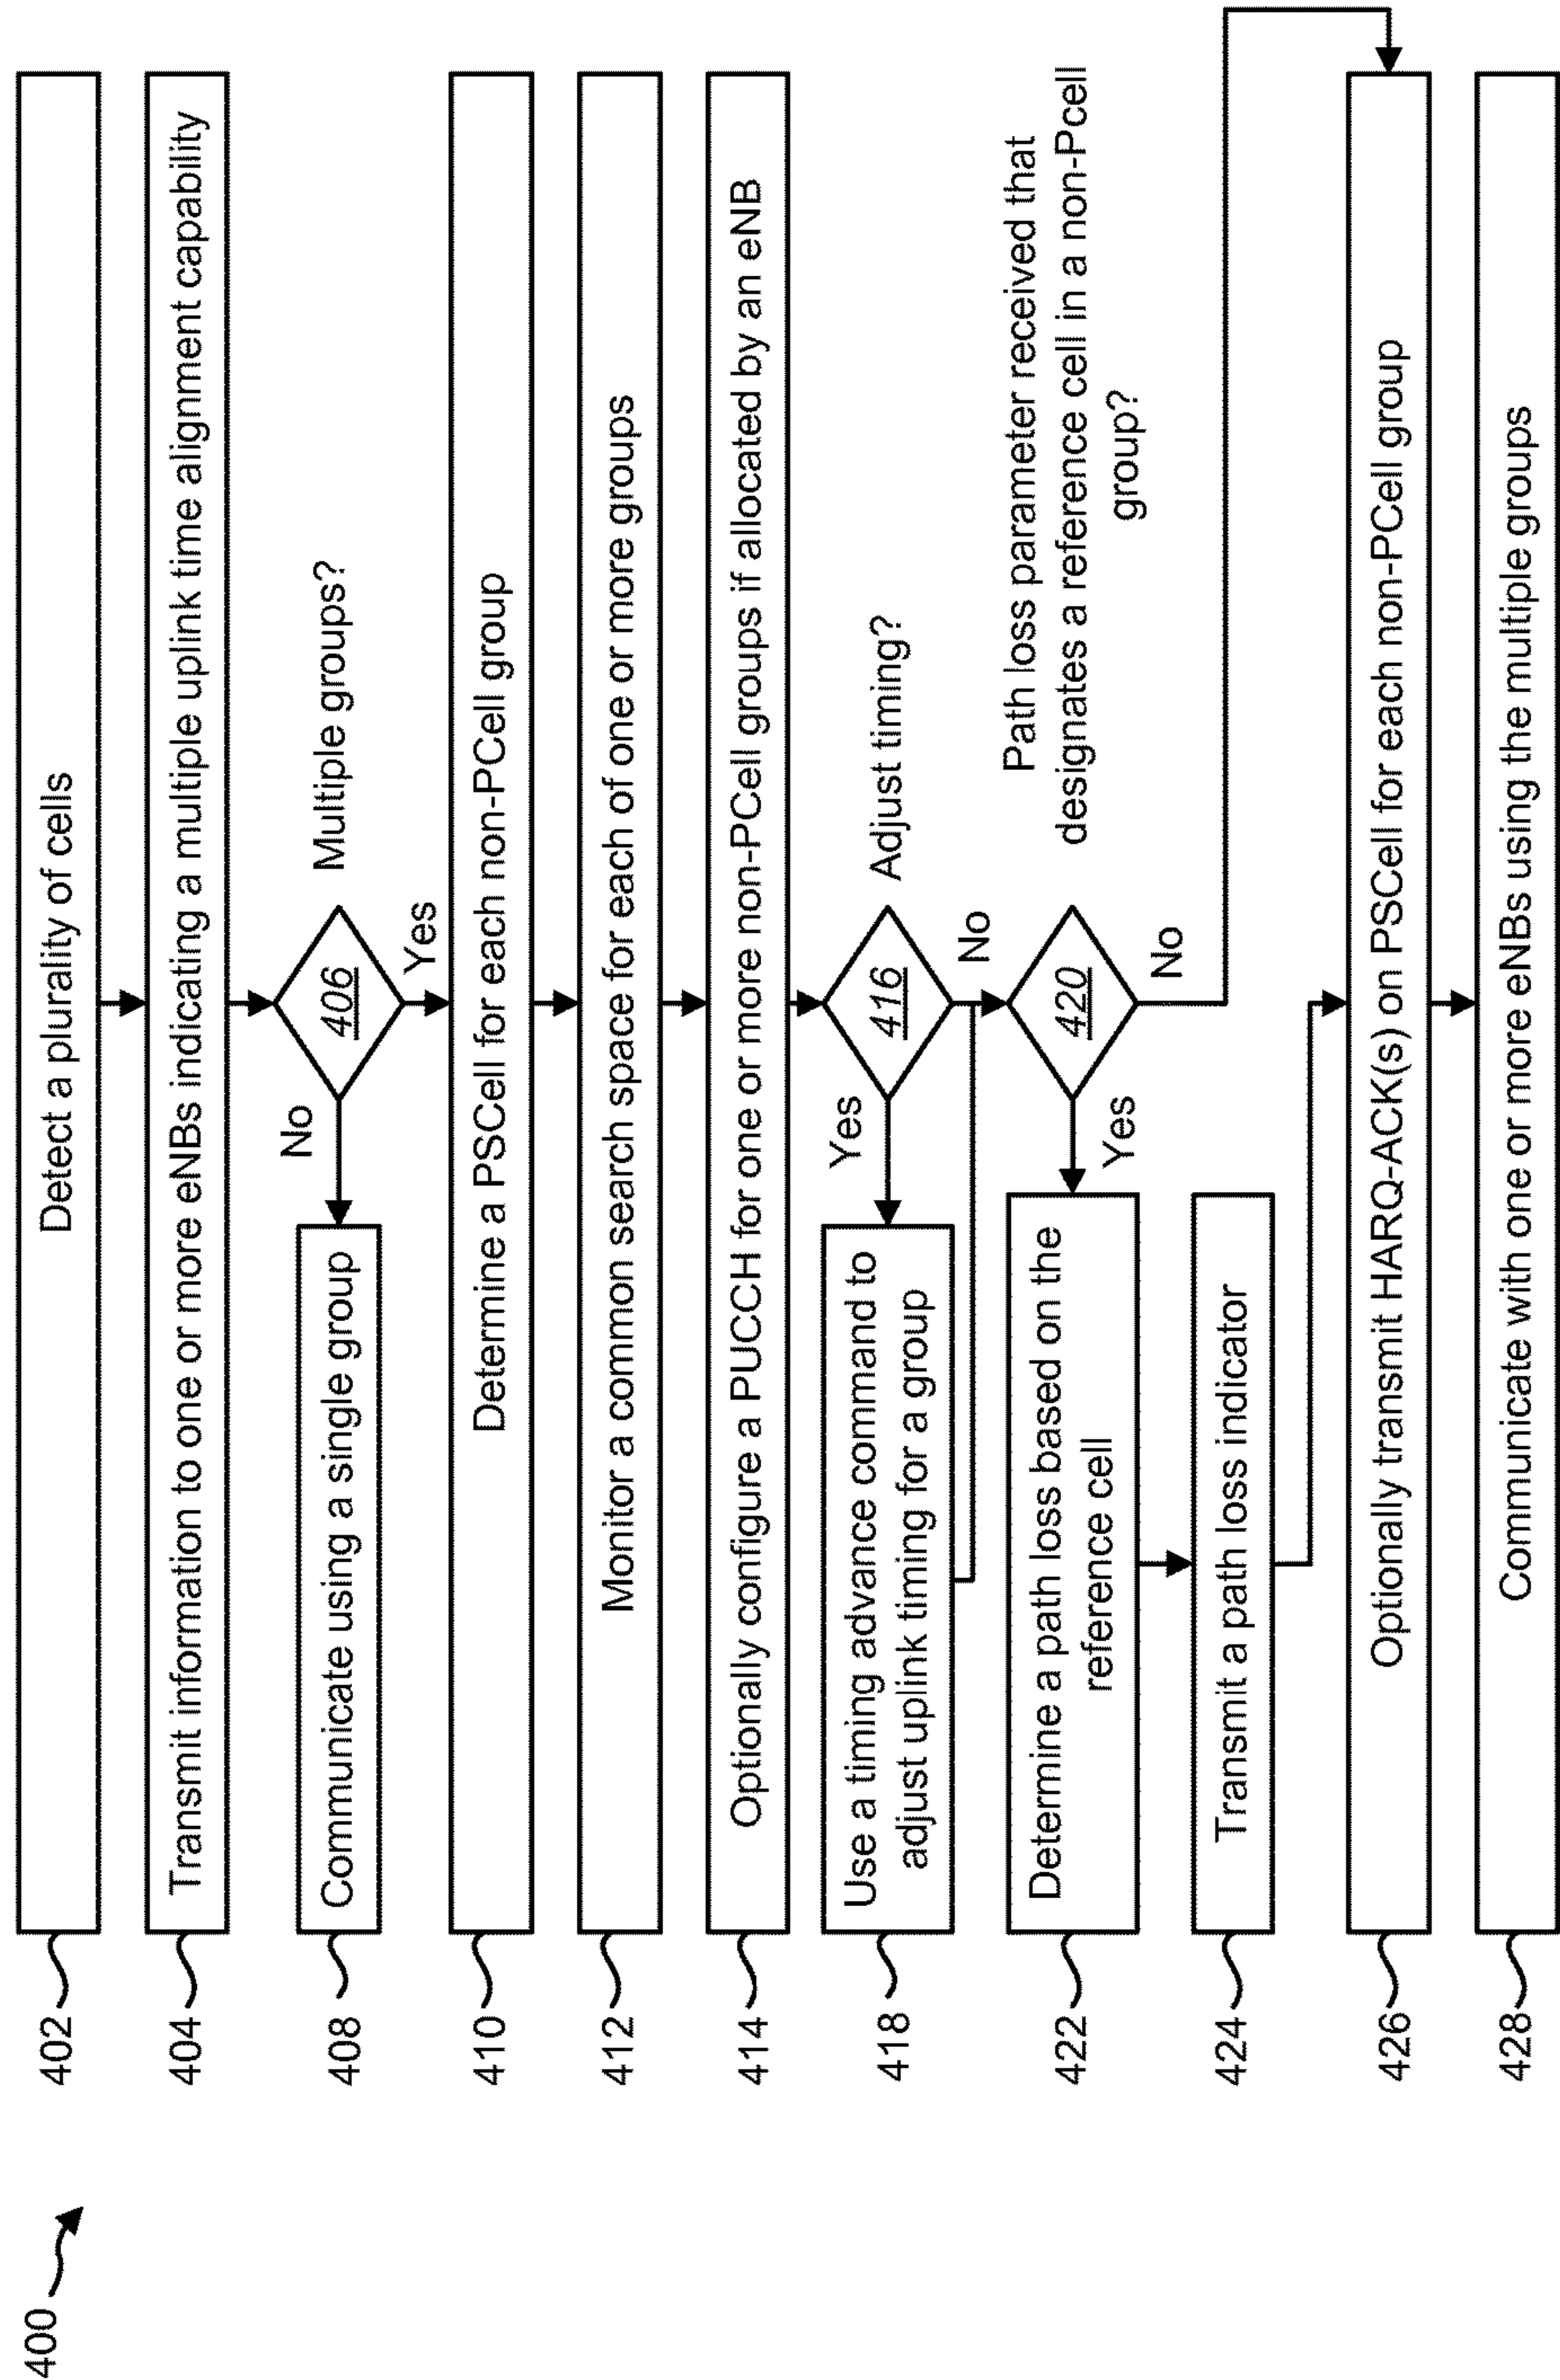 400
402
Detect a plurality of cells
404
Transmit information to one or more eNBs indicating a multiple uplink time alignment capability
406
Multiple groups?
No
Yes
408
Communicate using a single group
410
Determine a PSCell for each non-PCell group
412
Monitor a common search space for each of one or more groups
414
Optionally configure a PUCCH for one or more non-PCell groups if allocated by an eNB
416
Adjust timing?
Yes
No
418
Use a timing advance command to
adjust uplink timing for a group
420
Path loss parameter received that
designates a reference cell in a non-Pcell
group?
Yes
No
422
Determine a path loss based on the
reference cell
424
Transmit a path loss indicator
426
Optionally transmit HARQ-ACK(s) on PSCell for each non-PCell group
428
Communicate with one or more eNBs using the multiple groups